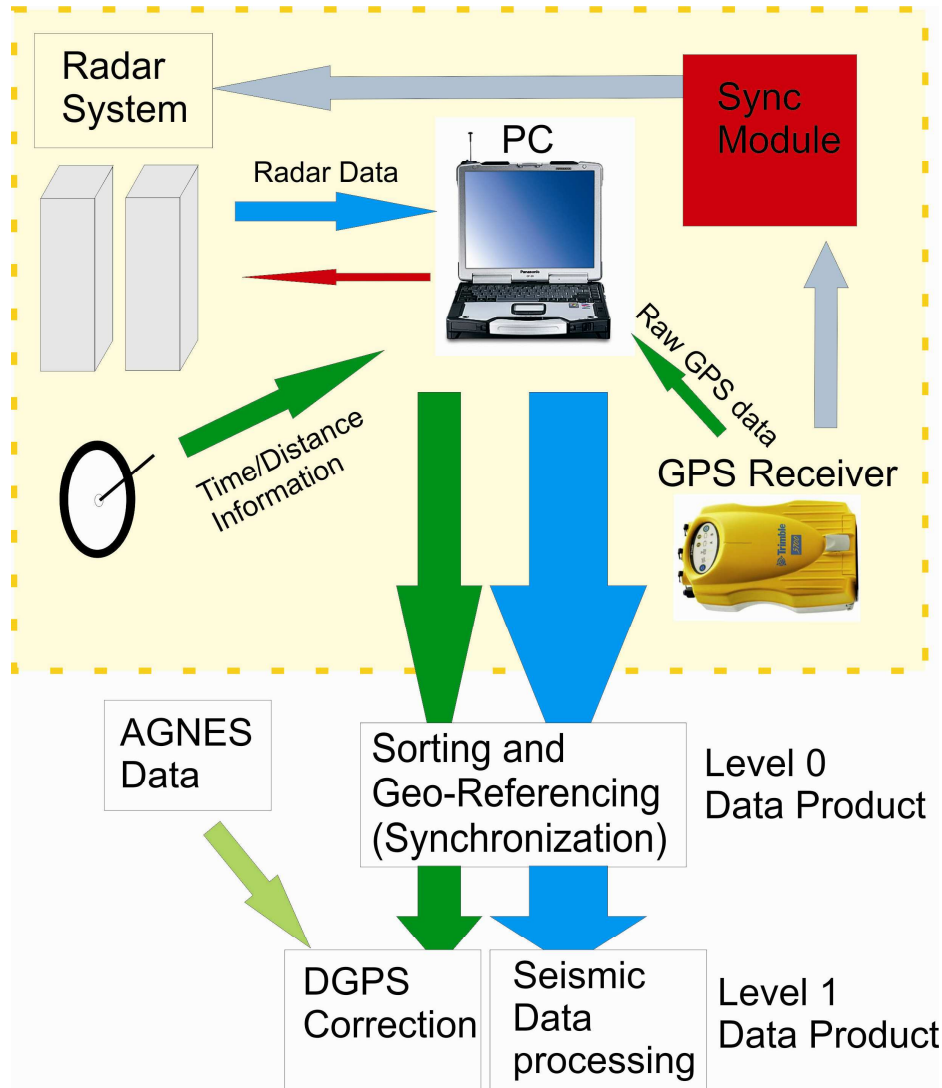 Radar
System
Sync
Module
PC
Radar Data
Panasonic
Raw GPS data
Time/Distance
Information
GPS Receiver
Trimble
AGNES
Data
Sorting and
Geo-Referencing
(Synchronization)
Level 0
Data Product
DGPS
Correction
Seismic
Data
processing
Level 1
Data Product